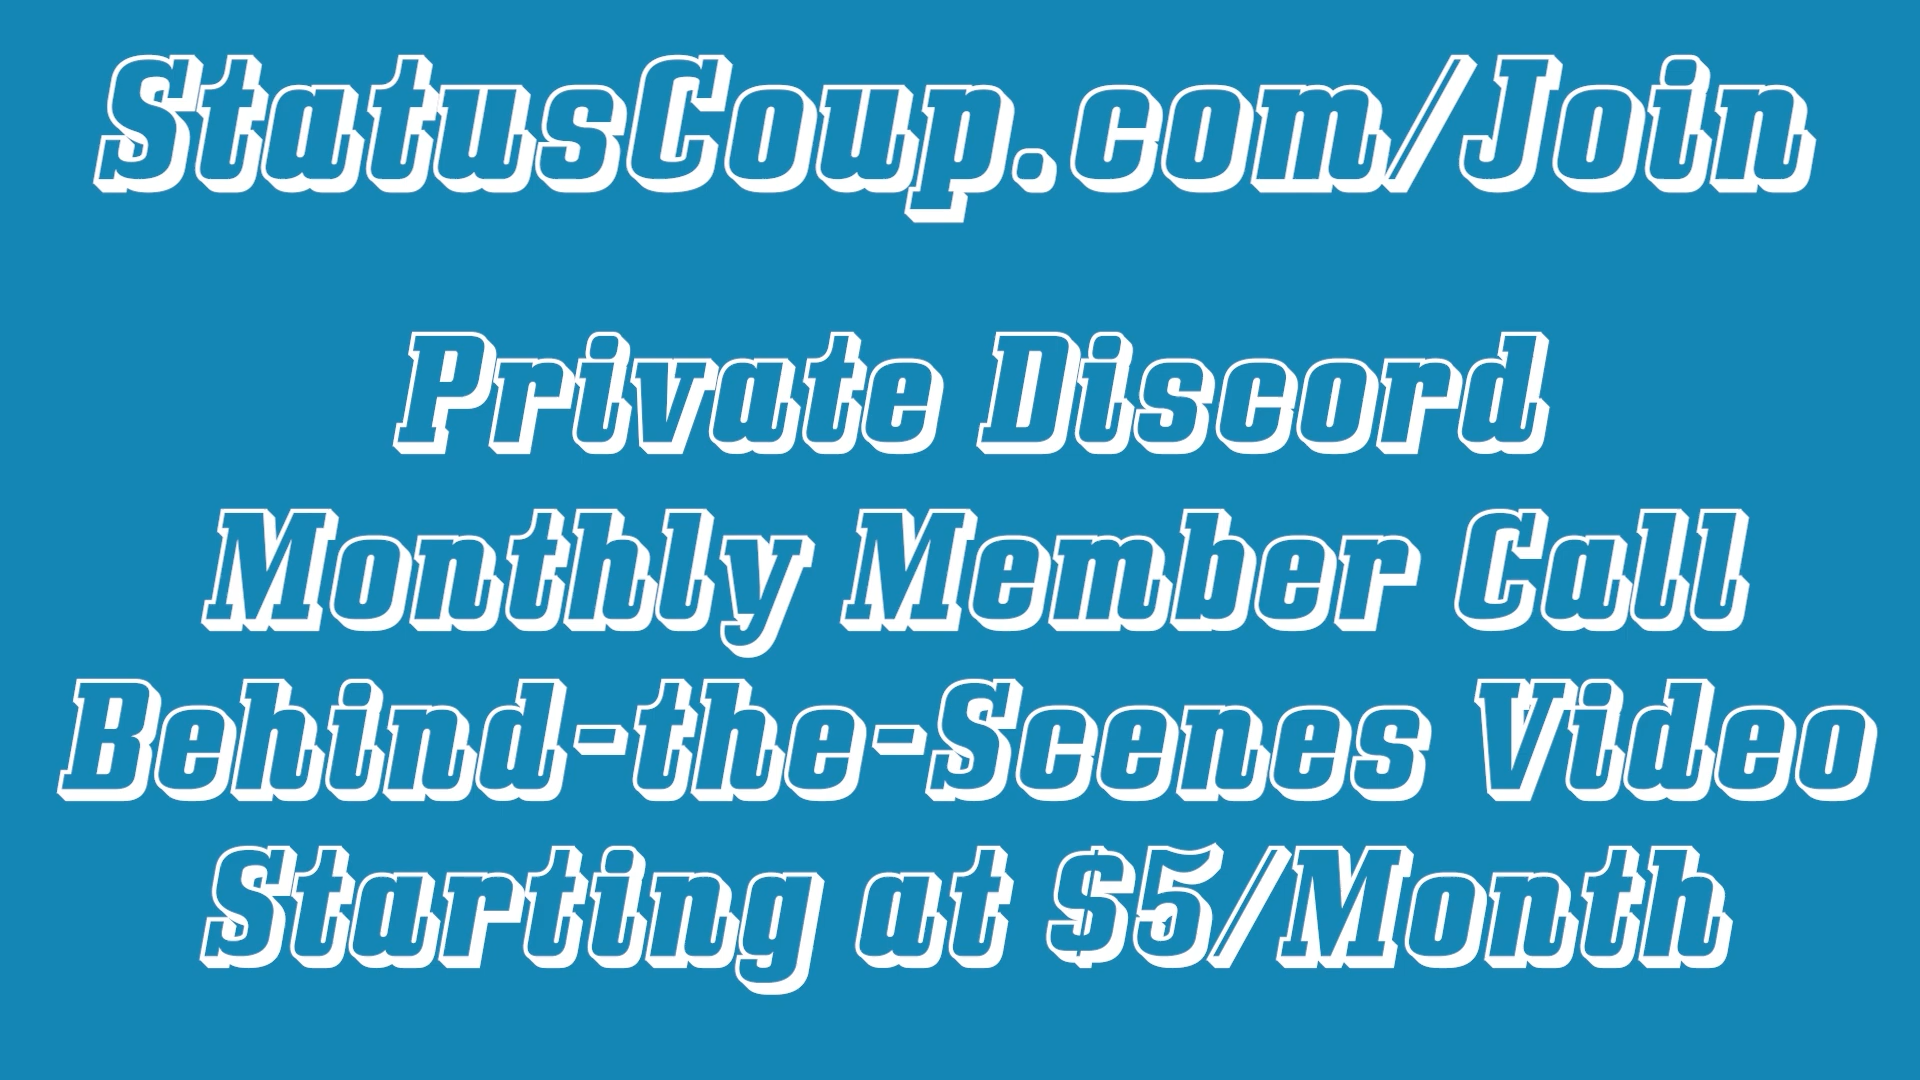 StatusCoup.com/Join
Private Discord
Monthly Member Call
Behind-the-Scenes Video
Starting at $5/Month